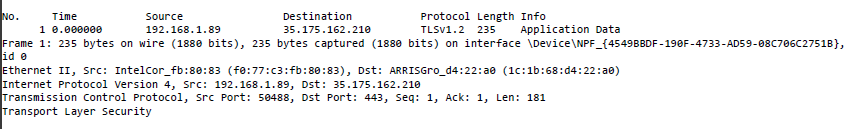 No. Time Source Destination Protocol Length Info
1 0.000000 192.168.1.89 35.175.162.210 TLSv1.2 235 Application Data
Frame 1: 235 bytes on wire (1880 bits), 235 bytes captured (1880 bits) on interface \Device\NPF_{4549BBDF-190F-4733-AD59-08C706C2751B},
id 0
Ethernet II, Src: IntelCor_fb:80:83 (f0:77:c3:fb:80:83), Dst: ARRISGro_d4:22:a0 (1c:1b:68:d4:22:a0)
Internet Protocol Version 4, Src: 192.168.1.89, Dst: 35.175.162.210
Transmission Control Protocol, Src Port: 50488, Dst Port: 443, Seq: 1, Ack: 1, Len: 181
Transport Layer Security